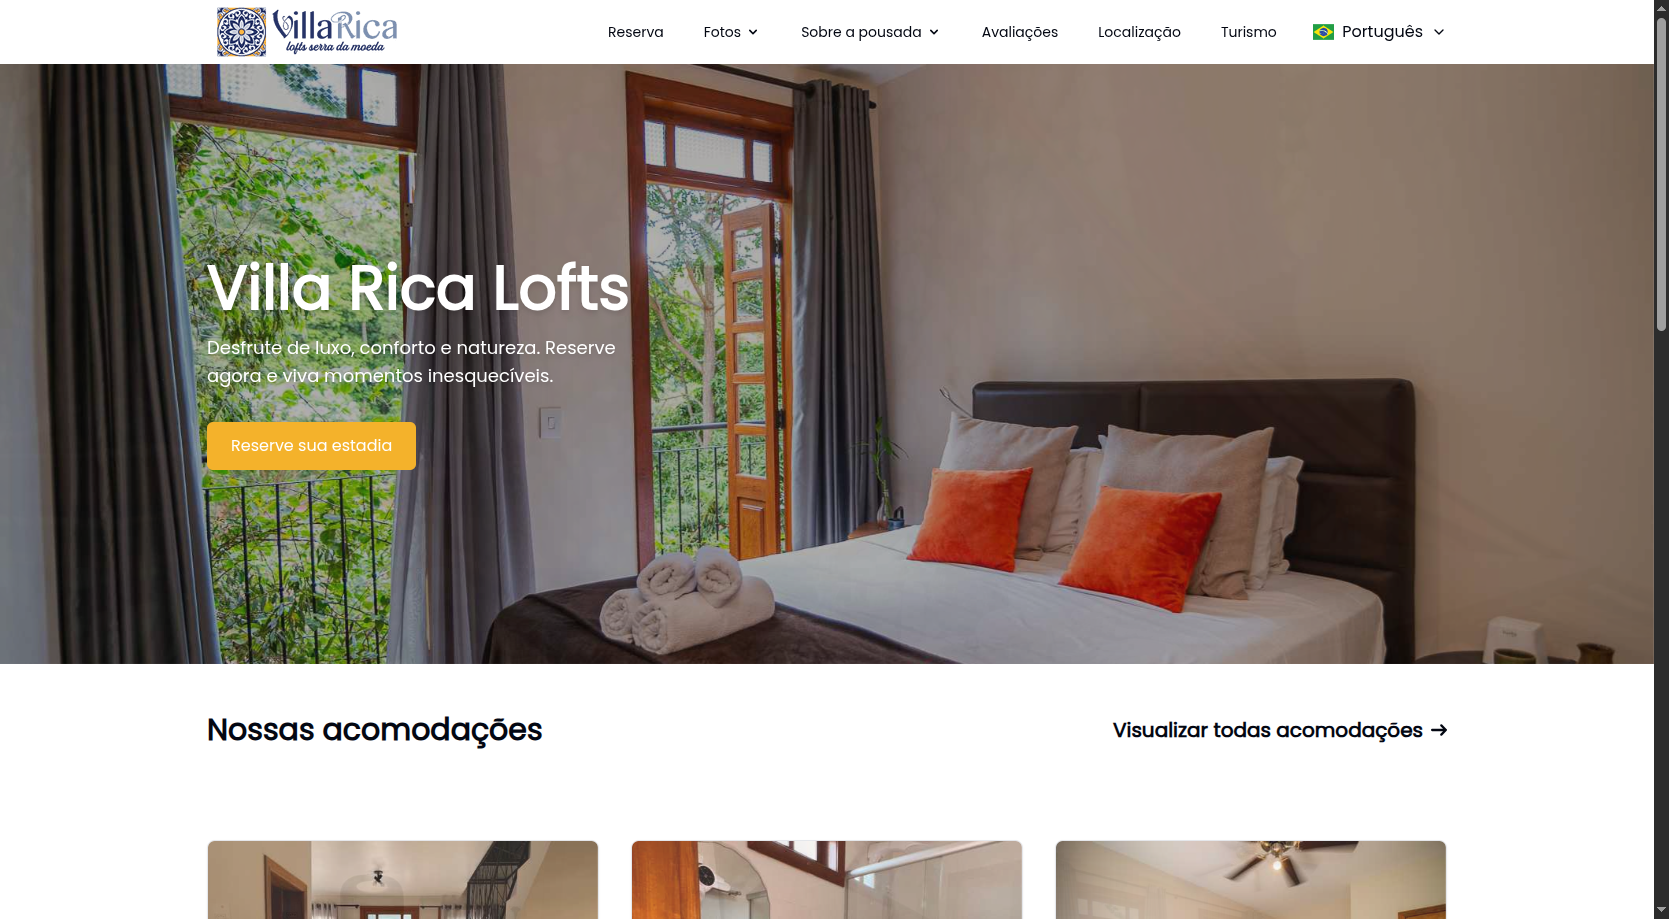 VillaRica
lofts serra da moeda
Reserva
Fotos
Sobre a pousada
Avaliações
Localização
Turismo
Português
Villa Rica Lofts
Desfrute de luxo, conforto e natureza. Reserve
agora e viva momentos inesquecíveis.
Reserve sua estadia
Nossas acomodações
Visualizar todas acomodações